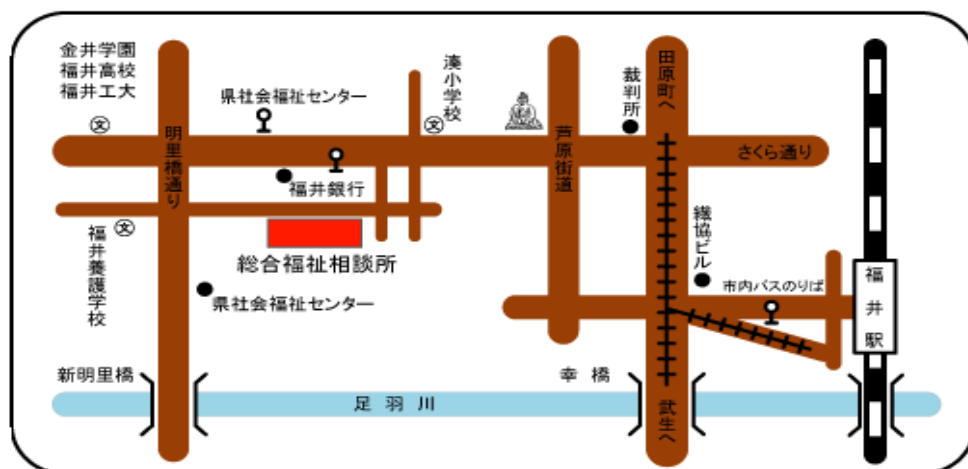 金井学園
福井高校
福井工大
県社会福祉センター
湊小学校
裁判所
田原町へ
文
文
明里橋通り
芦原街道
さくら通り
福井銀行
文
福井養護学校
総合福祉相談所
県社会福祉センター
繊協ビル
市内バスのりば
福井駅
新明里橋
幸橋
足羽川
武生へ